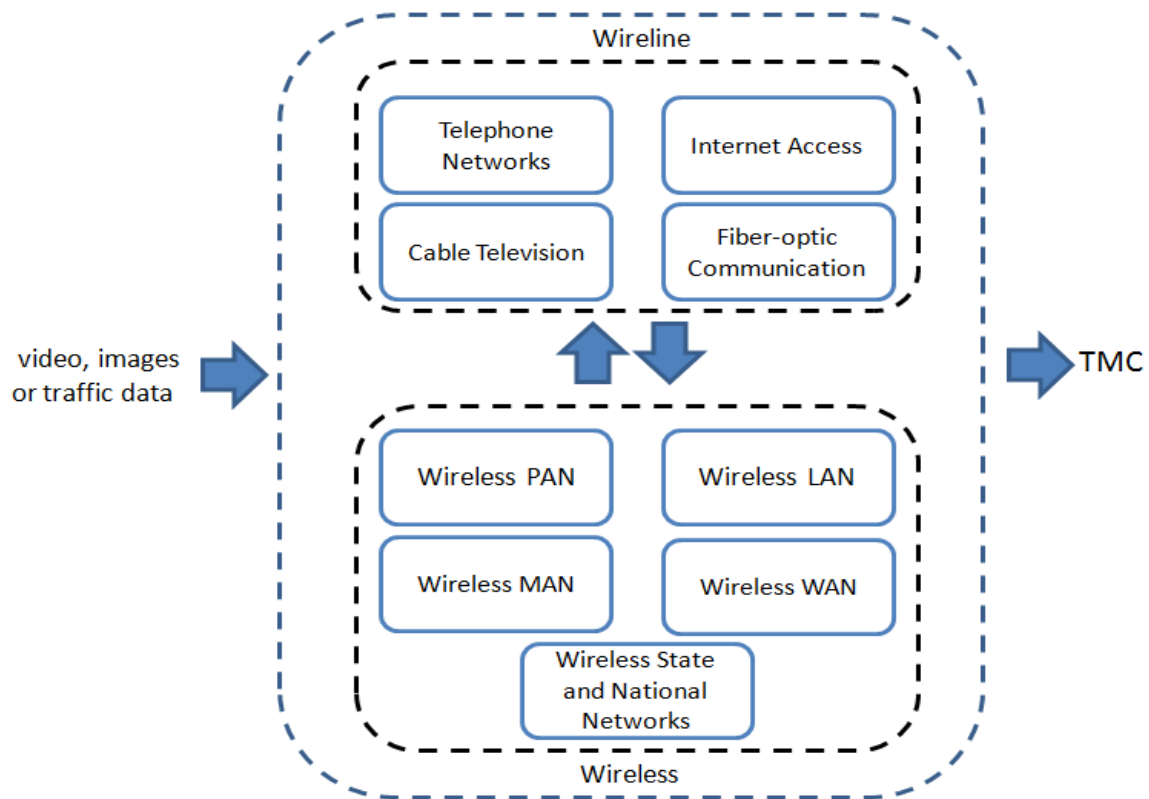 Wireline
Telephone
Networks
Internet Access
Cable Television
Fiber-optic
Communication
video, images
or traffic data
TMC
Wireless PAN
Wireless LAN
Wireless MAN
Wireless WAN
Wireless State
and National
Networks
Wireless